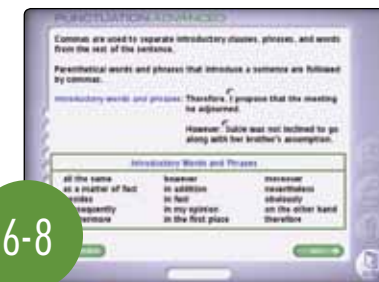 PUNCTUATION ADVANCED
Commas are used to separate introductory clauses, phrases, and words
from the rest of the sentence.
Parenthetical words and phrases that introduce a sentence are followed
by commas.
Introductory words and phrases: Therefore, I propose that the meeting
be adjourned.
However, Sukie was not inclined to go
along with her brother's assumption.
Introductory Words and Phrases
all the same however moreover
as a matter of fact in addition nevertheless
besides in fact obviously
consequently in my opinion on the other hand
furthermore in the first place therefore
6-8